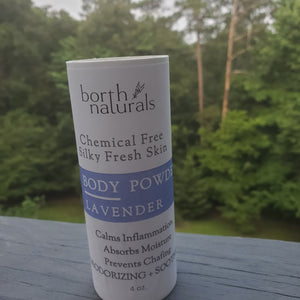 borth
naturals
Chemical Free
Silky Fresh Skin
BODY POWD
LAVENDER
Calms Inflammation
Absorbs Moisture
Prevents Chafing
ODORIZING + SOO
4 oz.